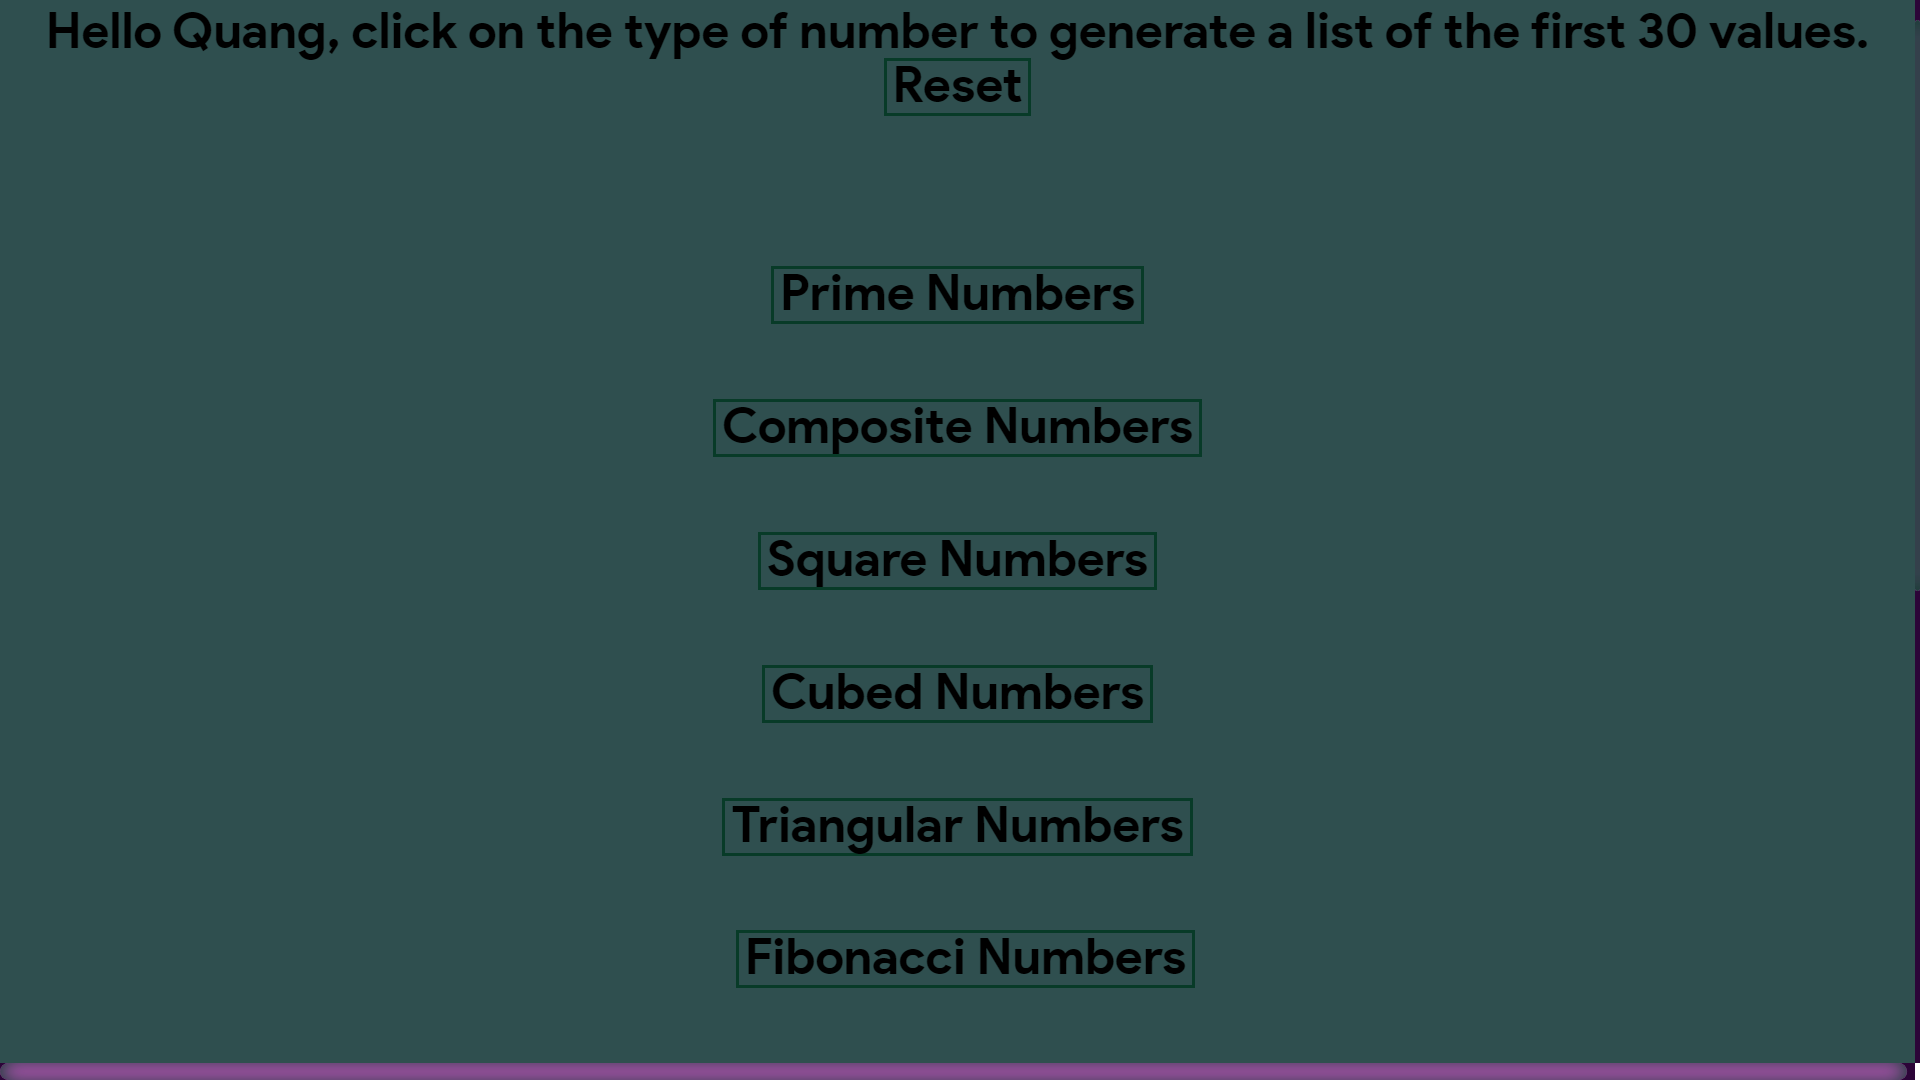 Hello Quang, click on the type of number to generate a list of the first 30 values.
Reset
Prime Numbers
Composite Numbers
Square Numbers
Cubed Numbers
Triangular Numbers
Fibonacci Numbers